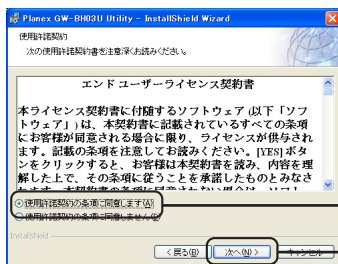 Planex GW-BH03U Utility - InstallShield Wizard
使用許諾契約
次の使用許諾契約書を注意深くお読みください。
エンド ユーザーライセンス契約書
本ライセンス契約書に付随するソフトウェア (以下「ソフ
トウェア」) は、本契約書に記載されているすべての条項
にお客様が同意される場合に限り、ライセンスが供与され
ます。記載の条項を注意してお読みください。[YES] ボタ
ンをクリックすると、お客様は本契約書を読み、内容を理
解した上で、その条項に従うことを承諾したものとみなさ
使用許諾契約の条項に同意します(A)
使用許諾契約の条項に同意しません(D)
InstallShield
< 戻る(B)
次へ(N) >
キャンセル